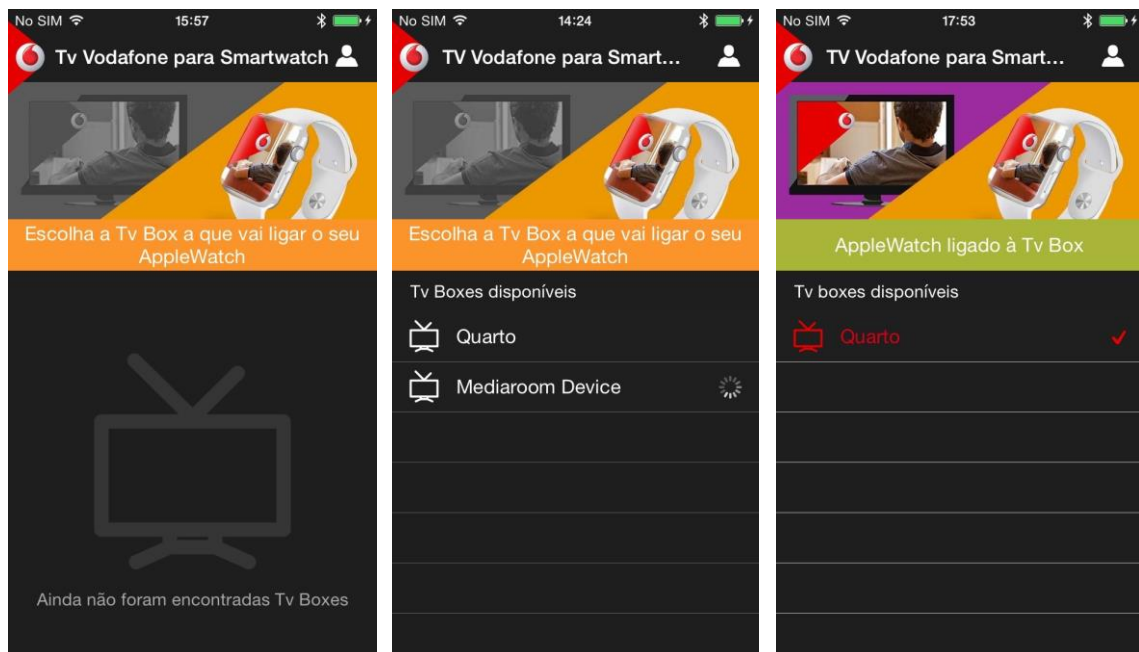 No SIM 15:57
Tv Vodafone para Smartwatch
Escolha a Tv Box a que vai ligar o seu
AppleWatch
Ainda não foram encontradas Tv Boxes
No SIM 14:24
TV Vodafone para Smart...
Escolha a Tv Box a que vai ligar o seu
AppleWatch
Tv Boxes disponíveis
Quarto
Mediaroom Device
No SIM 17:53
TV Vodafone para Smart...
AppleWatch ligado à Tv Box
Tv boxes disponíveis
Quarto